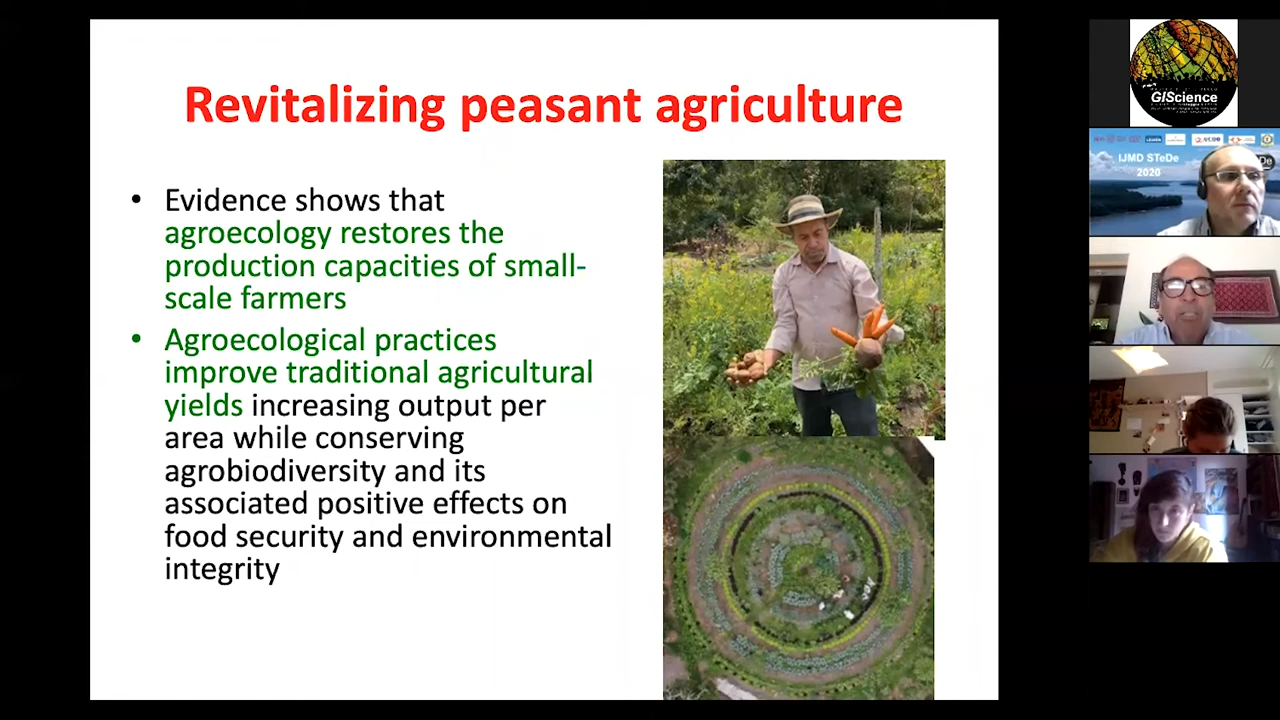 Revitalizing peasant agriculture
• Evidence shows that
agroecology restores the
production capacities of small-
scale farmers
• Agroecological practices
improve traditional agricultural
yields increasing output per
area while conserving
agrobiodiversity and its
associated positive effects on
food security and environmental
integrity
GIScience
IJMD STeDe
2020
De